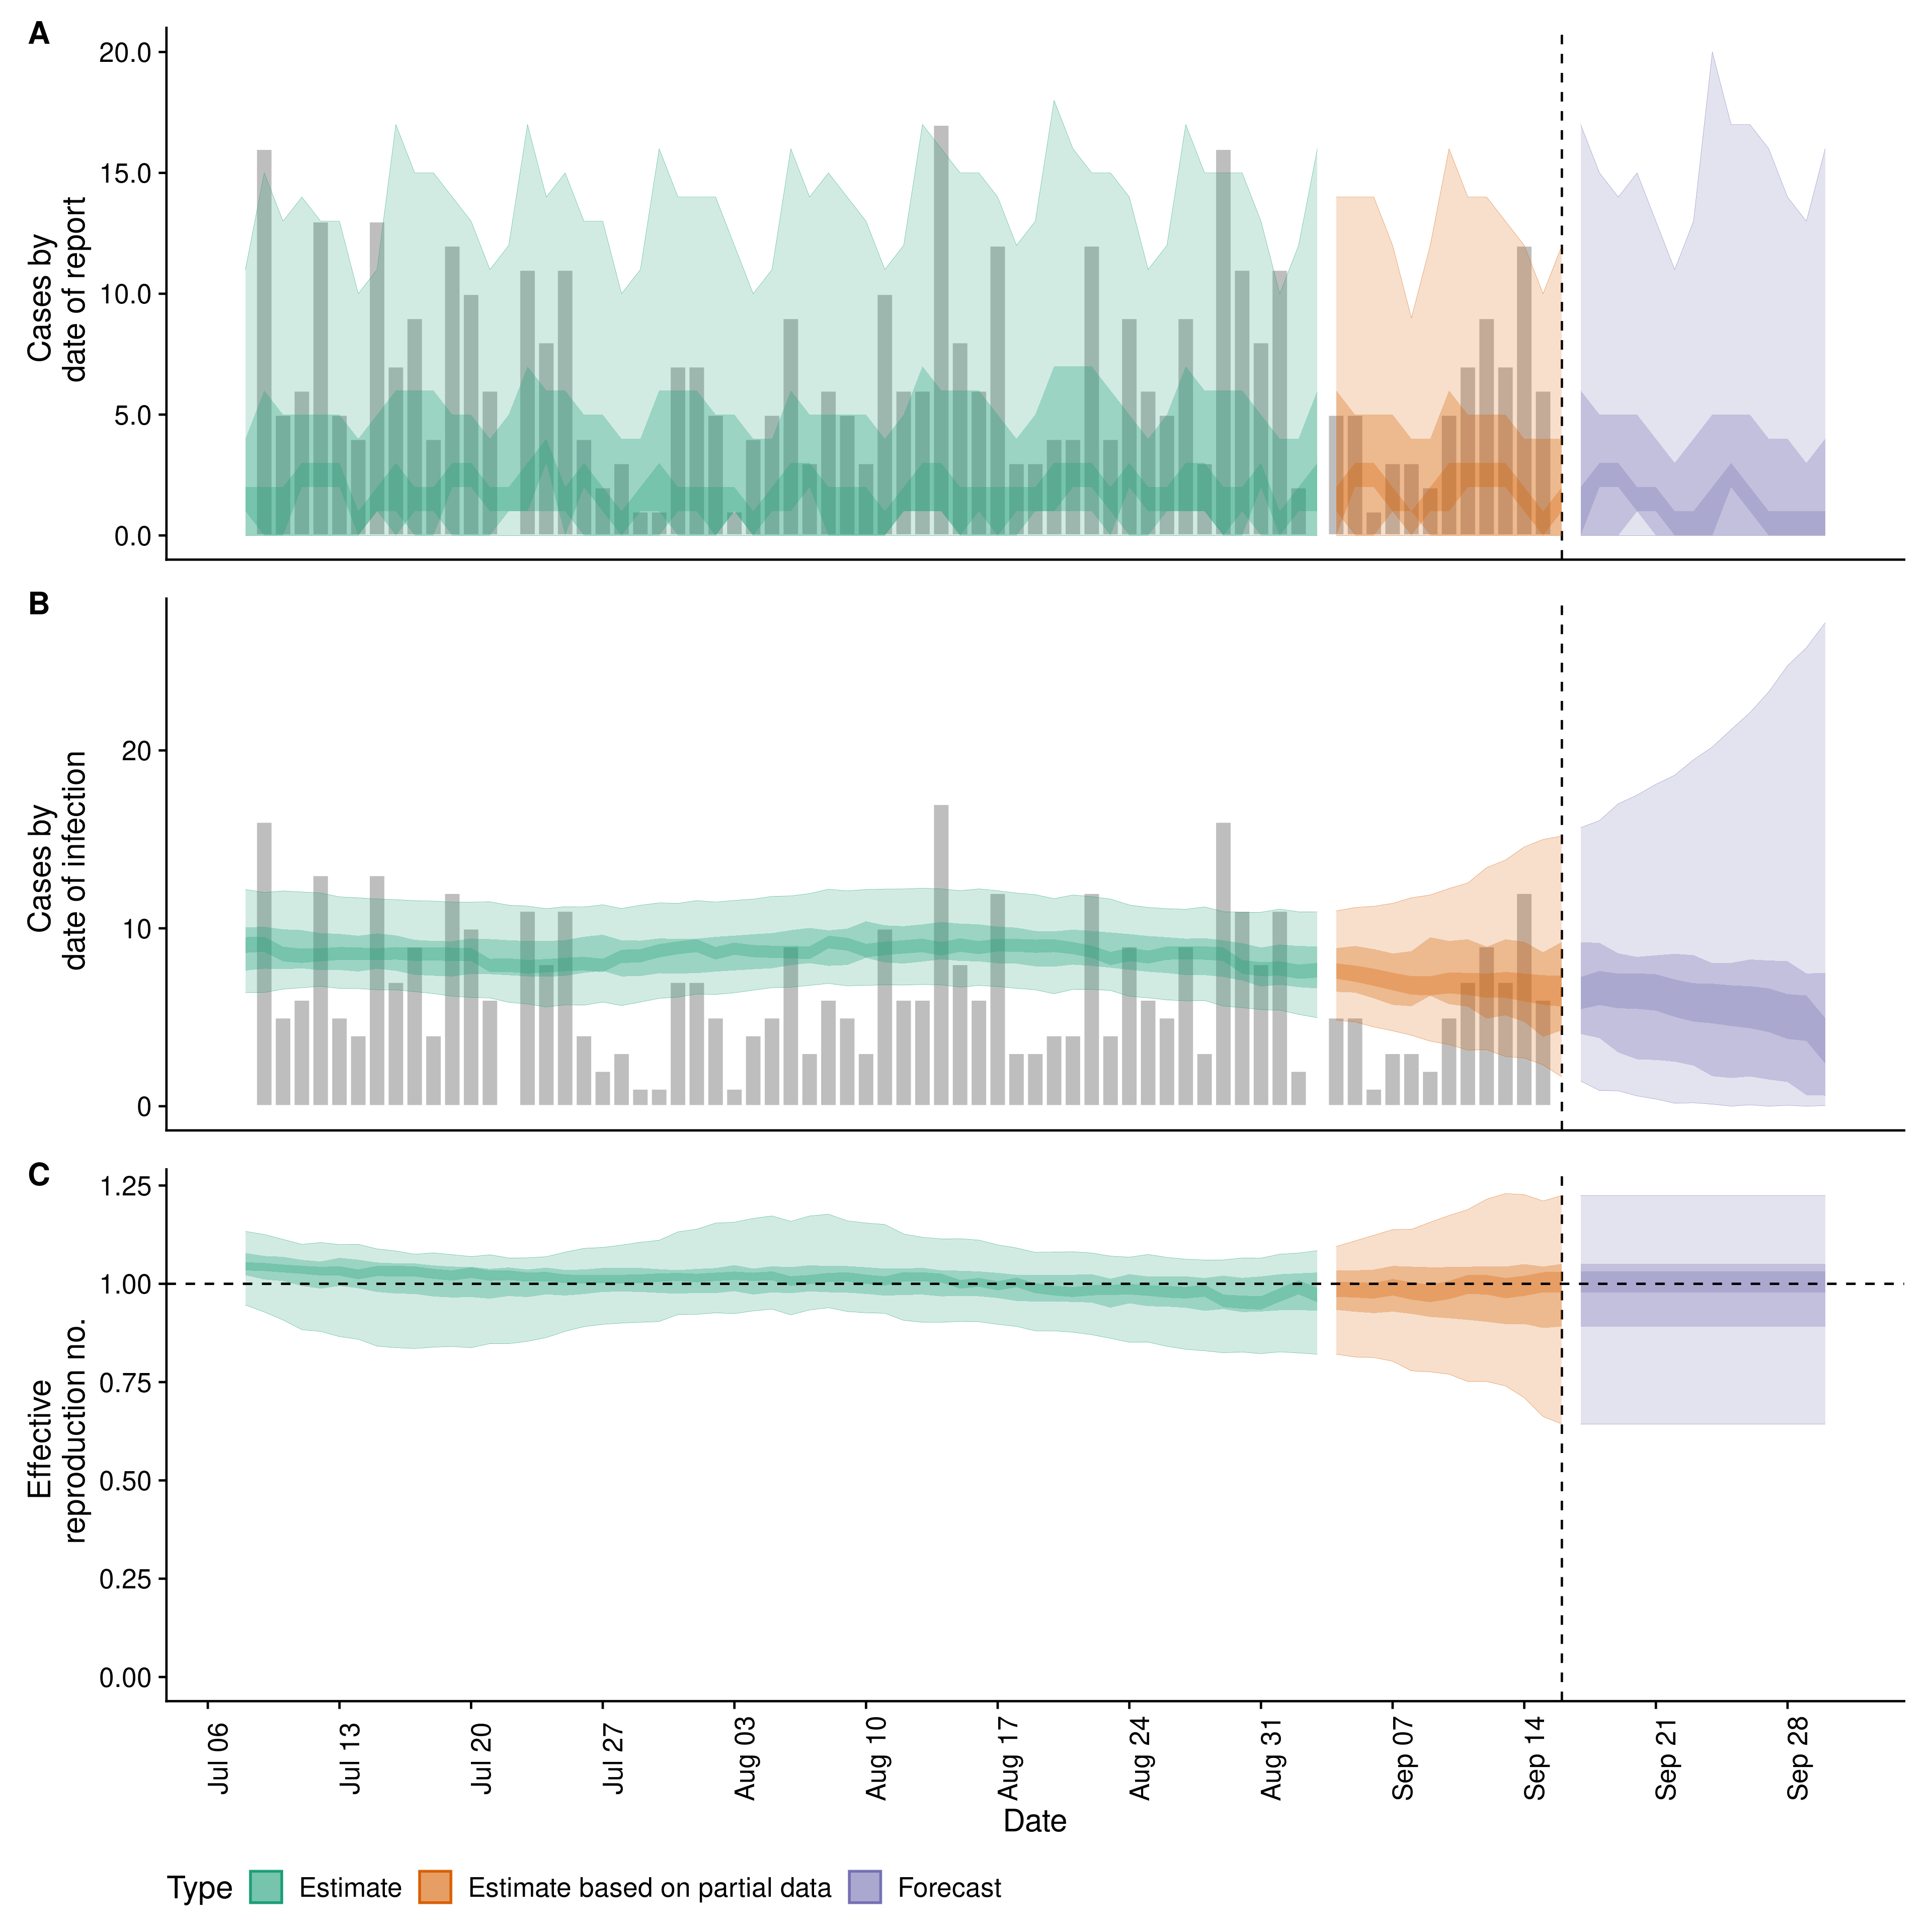 A
20.0
15.0
10.0
5.0
0.0
Cases by
date of report
B
20
10
0
Cases by
date of infection
C
1.25
1.00
0.75
0.50
0.25
0.00
Effective
reproduction no.
Jul 06
Jul 13
Jul 20
Jul 27
Aug 03
Aug 10
Aug 17
Aug 24
Aug 31
Sep 07
Sep 14
Sep 21
Sep 28
Date
Type
Estimate
Estimate based on partial data
Forecast